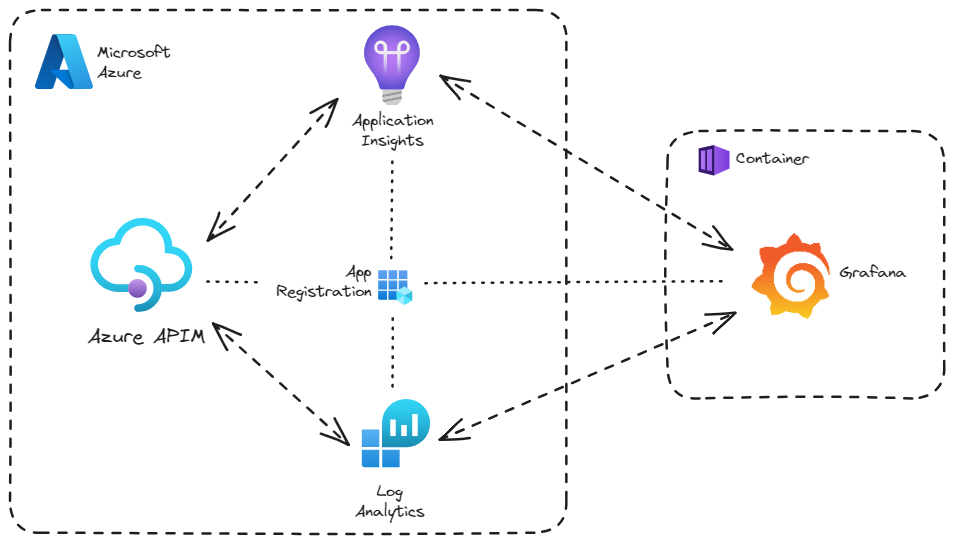 Microsoft
Azure
Application
Insights
Container
App
Registration
Grafana
Azure APIM
Log
Analytics